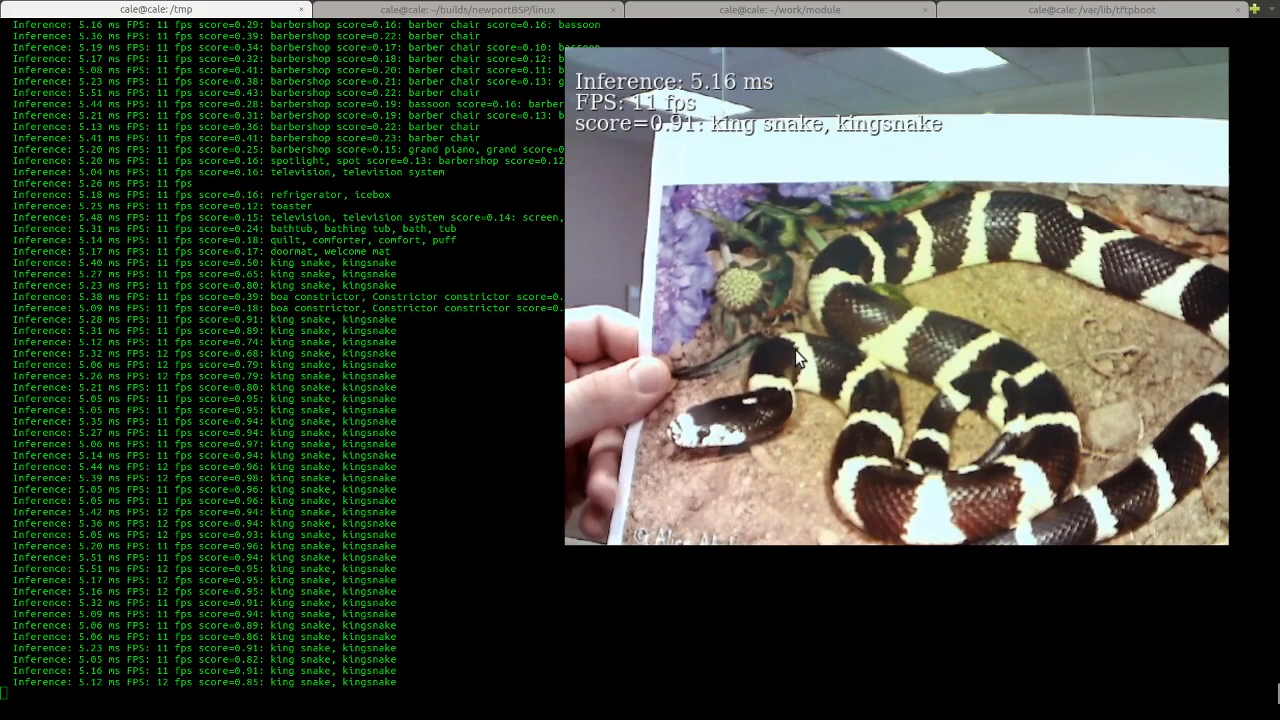 cale@cale: /tmp
cale@cale: ~/builds/newportBSP/linux
cale@cale: ~/work/module
cale@cale: /var/lib/tftpboot
Inference: 5.16 ms FPS: 11 fps score=0.29: barbershop score=0.16: barber chair score=0.16: bassoon
Inference: 5.36 ms FPS: 11 fps score=0.39: barbershop score=0.22: barber chair
Inference: 5.19 ms FPS: 11 fps score=0.34: barbershop score=0.17: barber chair score=0.10: bassoon
Inference: 5.17 ms FPS: 11 fps score=0.32: barbershop score=0.18: barber chair score=0.12: b
Inference: 5.08 ms FPS: 11 fps score=0.41: barbershop score=0.20: barber chair score=0.11: b
Inference: 5.23 ms FPS: 11 fps score=0.38: barbershop score=0.21: barber chair score=0.13: g
Inference: 5.51 ms FPS: 11 fps score=0.43: barbershop score=0.22: barber chair
Inference: 5.44 ms FPS: 11 fps score=0.28: barbershop score=0.19: bassoon score=0.16: barber
Inference: 5.21 ms FPS: 11 fps score=0.31: barbershop score=0.19: barber chair score=0.13: b
Inference: 5.13 ms FPS: 11 fps score=0.36: barbershop score=0.22: barber chair
Inference: 5.41 ms FPS: 11 fps score=0.41: barbershop score=0.23: barber chair
Inference: 5.20 ms FPS: 11 fps score=0.25: barbershop score=0.15: grand piano, grand score=0.
Inference: 5.20 ms FPS: 11 fps score=0.16: spotlight, spot score=0.13: barbershop score=0.12
Inference: 5.04 ms FPS: 11 fps score=0.16: television, television system
Inference: 5.26 ms FPS: 11 fps
Inference: 5.18 ms FPS: 11 fps score=0.16: refrigerator, icebox
Inference: 5.25 ms FPS: 11 fps score=0.12: toaster
Inference: 5.48 ms FPS: 11 fps score=0.15: television, television system score=0.14: screen,
Inference: 5.31 ms FPS: 11 fps score=0.24: bathtub, bathing tub, bath, tub
Inference: 5.14 ms FPS: 11 fps score=0.18: quilt, comforter, comfort, puff
Inference: 5.17 ms FPS: 11 fps score=0.17: doormat, welcome mat
Inference: 5.40 ms FPS: 11 fps score=0.50: king snake, kingsnake
Inference: 5.27 ms FPS: 11 fps score=0.65: king snake, kingsnake
Inference: 5.23 ms FPS: 11 fps score=0.80: king snake, kingsnake
Inference: 5.38 ms FPS: 11 fps score=0.39: boa constrictor, Constrictor constrictor score=0.
Inference: 5.09 ms FPS: 11 fps score=0.18: boa constrictor, Constrictor constrictor score=0.
Inference: 5.28 ms FPS: 11 fps score=0.91: king snake, kingsnake
Inference: 5.31 ms FPS: 11 fps score=0.89: king snake, kingsnake
Inference: 5.12 ms FPS: 11 fps score=0.74: king snake, kingsnake
Inference: 5.32 ms FPS: 12 fps score=0.68: king snake, kingsnake
Inference: 5.06 ms FPS: 12 fps score=0.79: king snake, kingsnake
Inference: 5.26 ms FPS: 12 fps score=0.79: king snake, kingsnake
Inference: 5.21 ms FPS: 11 fps score=0.80: king snake, kingsnake
Inference: 5.05 ms FPS: 11 fps score=0.95: king snake, kingsnake
Inference: 5.05 ms FPS: 11 fps score=0.95: king snake, kingsnake
Inference: 5.35 ms FPS: 11 fps score=0.94: king snake, kingsnake
Inference: 5.27 ms FPS: 11 fps score=0.94: king snake, kingsnake
Inference: 5.06 ms FPS: 11 fps score=0.97: king snake, kingsnake
Inference: 5.14 ms FPS: 11 fps score=0.94: king snake, kingsnake
Inference: 5.44 ms FPS: 12 fps score=0.96: king snake, kingsnake
Inference: 5.39 ms FPS: 12 fps score=0.98: king snake, kingsnake
Inference: 5.05 ms FPS: 11 fps score=0.96: king snake, kingsnake
Inference: 5.05 ms FPS: 11 fps score=0.96: king snake, kingsnake
Inference: 5.42 ms FPS: 12 fps score=0.94: king snake, kingsnake
Inference: 5.36 ms FPS: 12 fps score=0.94: king snake, kingsnake
Inference: 5.05 ms FPS: 12 fps score=0.93: king snake, kingsnake
Inference: 5.20 ms FPS: 11 fps score=0.96: king snake, kingsnake
Inference: 5.51 ms FPS: 11 fps score=0.94: king snake, kingsnake
Inference: 5.51 ms FPS: 12 fps score=0.95: king snake, kingsnake
Inference: 5.17 ms FPS: 12 fps score=0.95: king snake, kingsnake
Inference: 5.16 ms FPS: 12 fps score=0.95: king snake, kingsnake
Inference: 5.32 ms FPS: 11 fps score=0.91: king snake, kingsnake
Inference: 5.09 ms FPS: 11 fps score=0.94: king snake, kingsnake
Inference: 5.06 ms FPS: 11 fps score=0.89: king snake, kingsnake
Inference: 5.06 ms FPS: 11 fps score=0.86: king snake, kingsnake
Inference: 5.23 ms FPS: 11 fps score=0.91: king snake, kingsnake
Inference: 5.05 ms FPS: 11 fps score=0.82: king snake, kingsnake
Inference: 5.16 ms FPS: 11 fps score=0.91: king snake, kingsnake
Inference: 5.12 ms FPS: 12 fps score=0.85: king snake, kingsnake
Inference: 5.16 ms
FPS: 11 fps
score=0.91: king snake, kingsnake